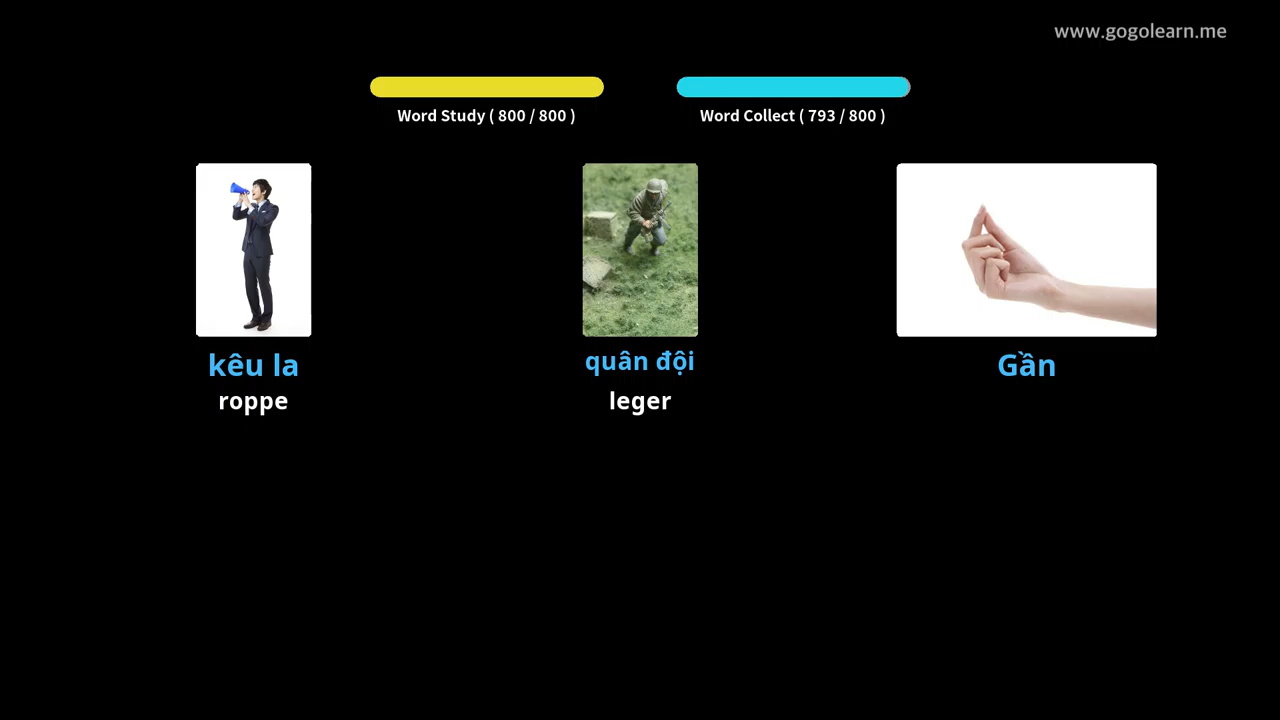 www.gogolearn.me
Word Study ( 800 / 800 )
Word Collect ( 793 / 800 )
kêu la
roppe
quân đội
leger
Gần